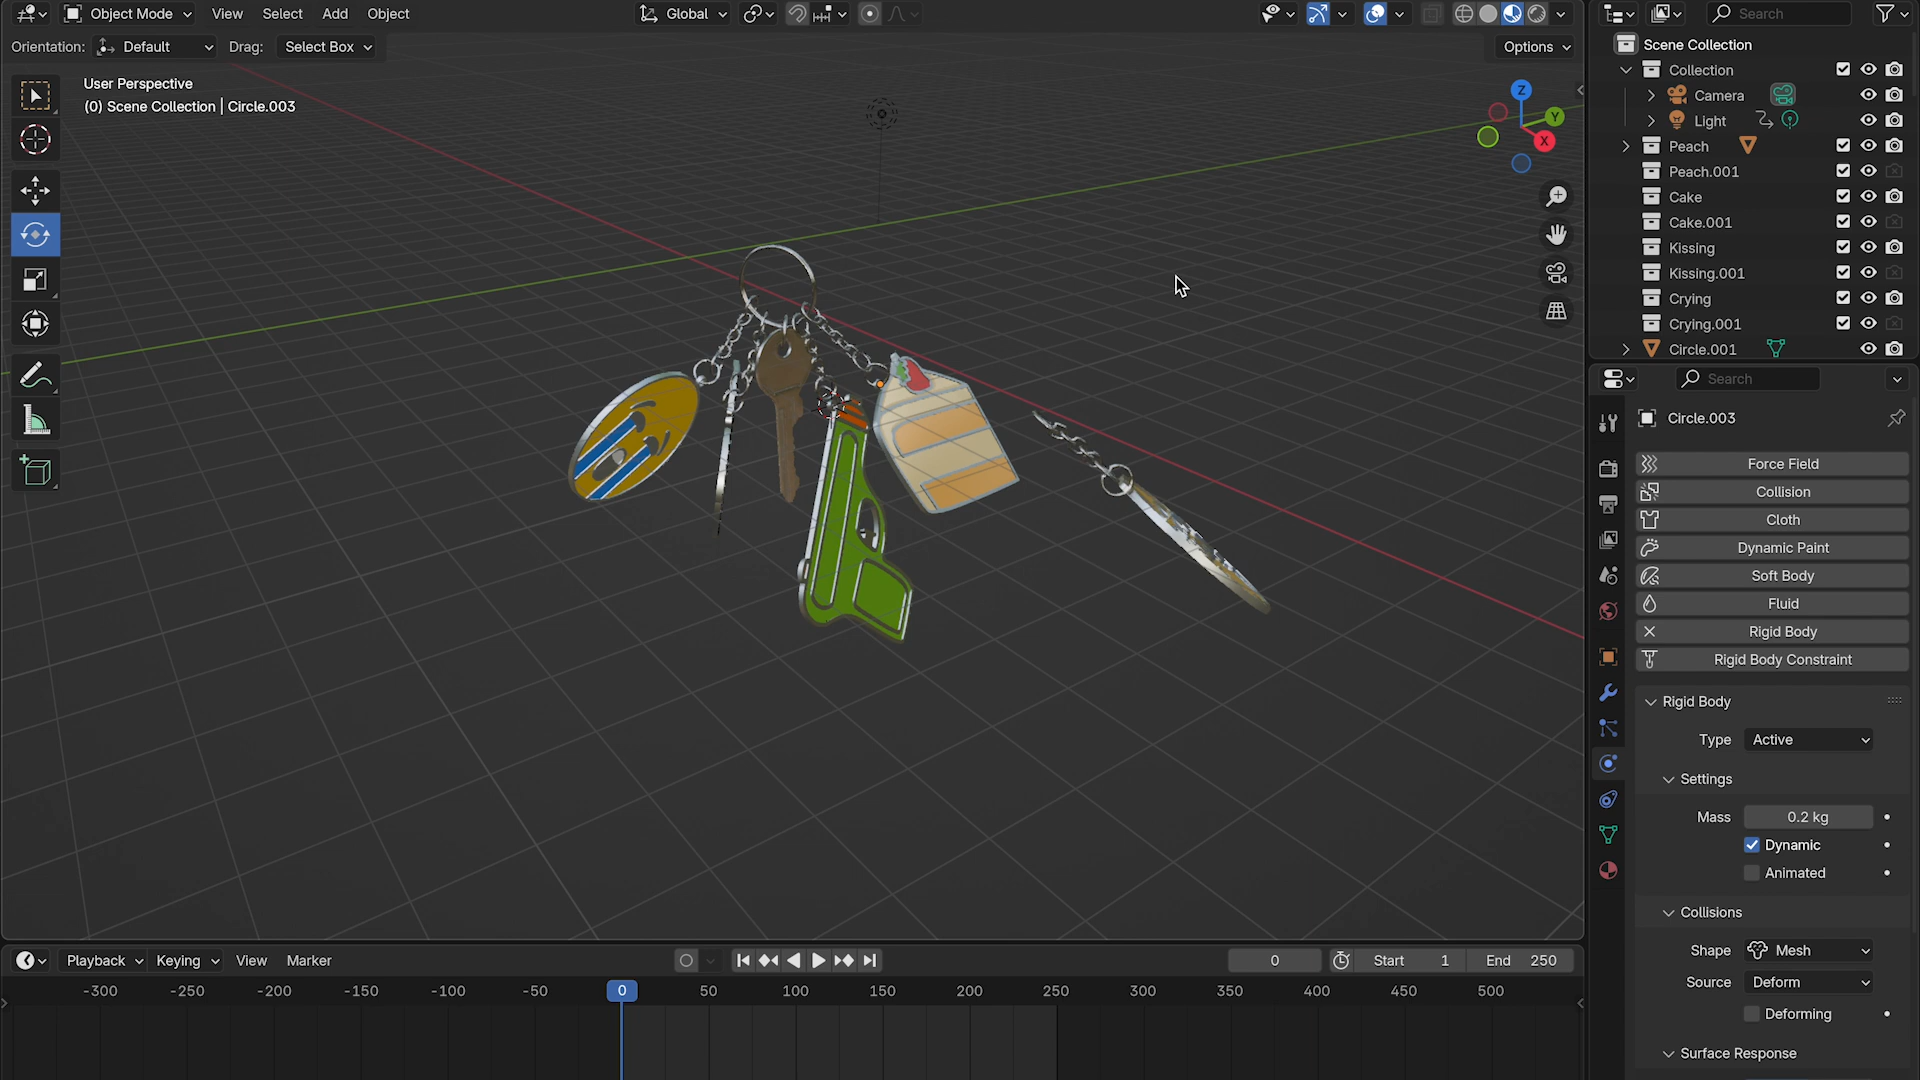 Object Mode View Select Add Object Global Search
Orientation: Default Drag: Select Box Options
User Perspective
(0) Scene Collection | Circle.003
Z
Y
X
Scene Collection
Collection
Camera
Light
Peach
Peach.001
Cake
Cake.001
Kissing
Kissing.001
Crying
Crying.001
Circle.001
Search
Circle.003
Force Field
Collision
Cloth
Dynamic Paint
Soft Body
Fluid
Rigid Body
Rigid Body Constraint
Rigid Body
Type Active
Settings
Mass 0.2 kg
Dynamic
Animated
Collisions
Shape Mesh
Source Deform
Deforming
Surface Response
Playback Keying View Marker 0 Start 1 End 250
-300 -250 -200 -150 -100 -50 0 50 100 150 200 250 300 350 400 450 500